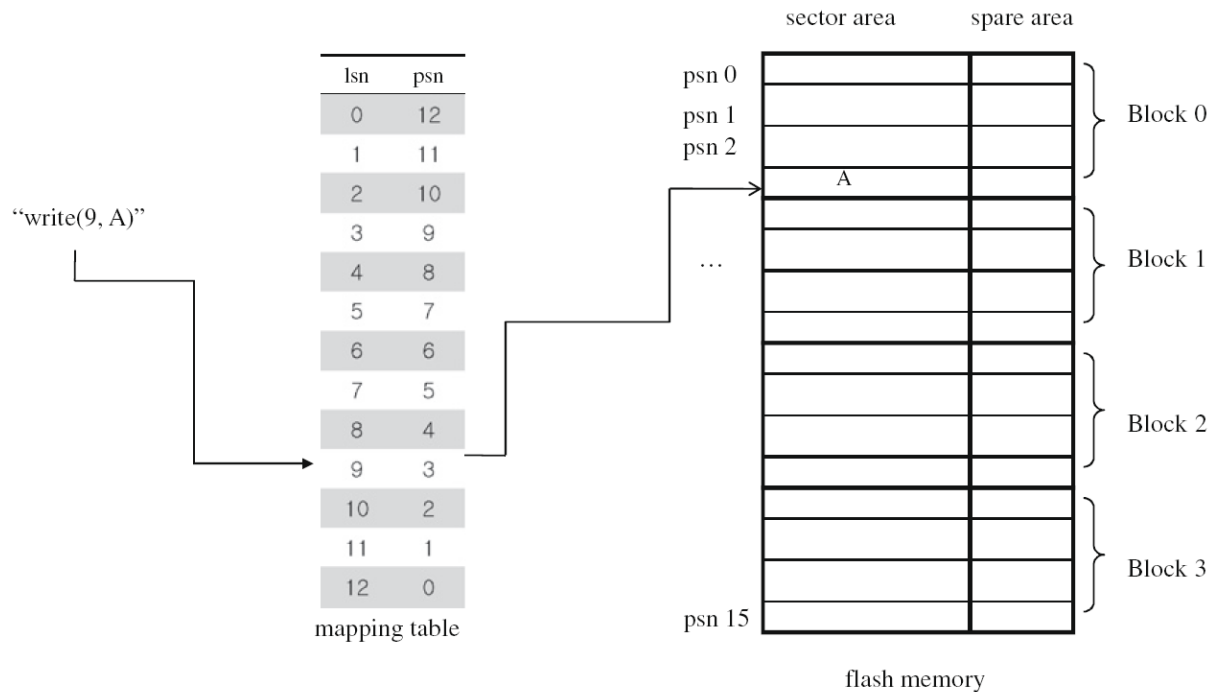 sector area spare area
lsn psn
psn 0
0 12
psn 1
Block 0
1 11
psn 2
2 10
A
“write(9, A)”
3 9
…
Block 1
4 8
5 7
6 6
7 5
8 4
Block 2
9 3
10 2
11 1
Block 3
12 0
psn 15
mapping table
flash memory